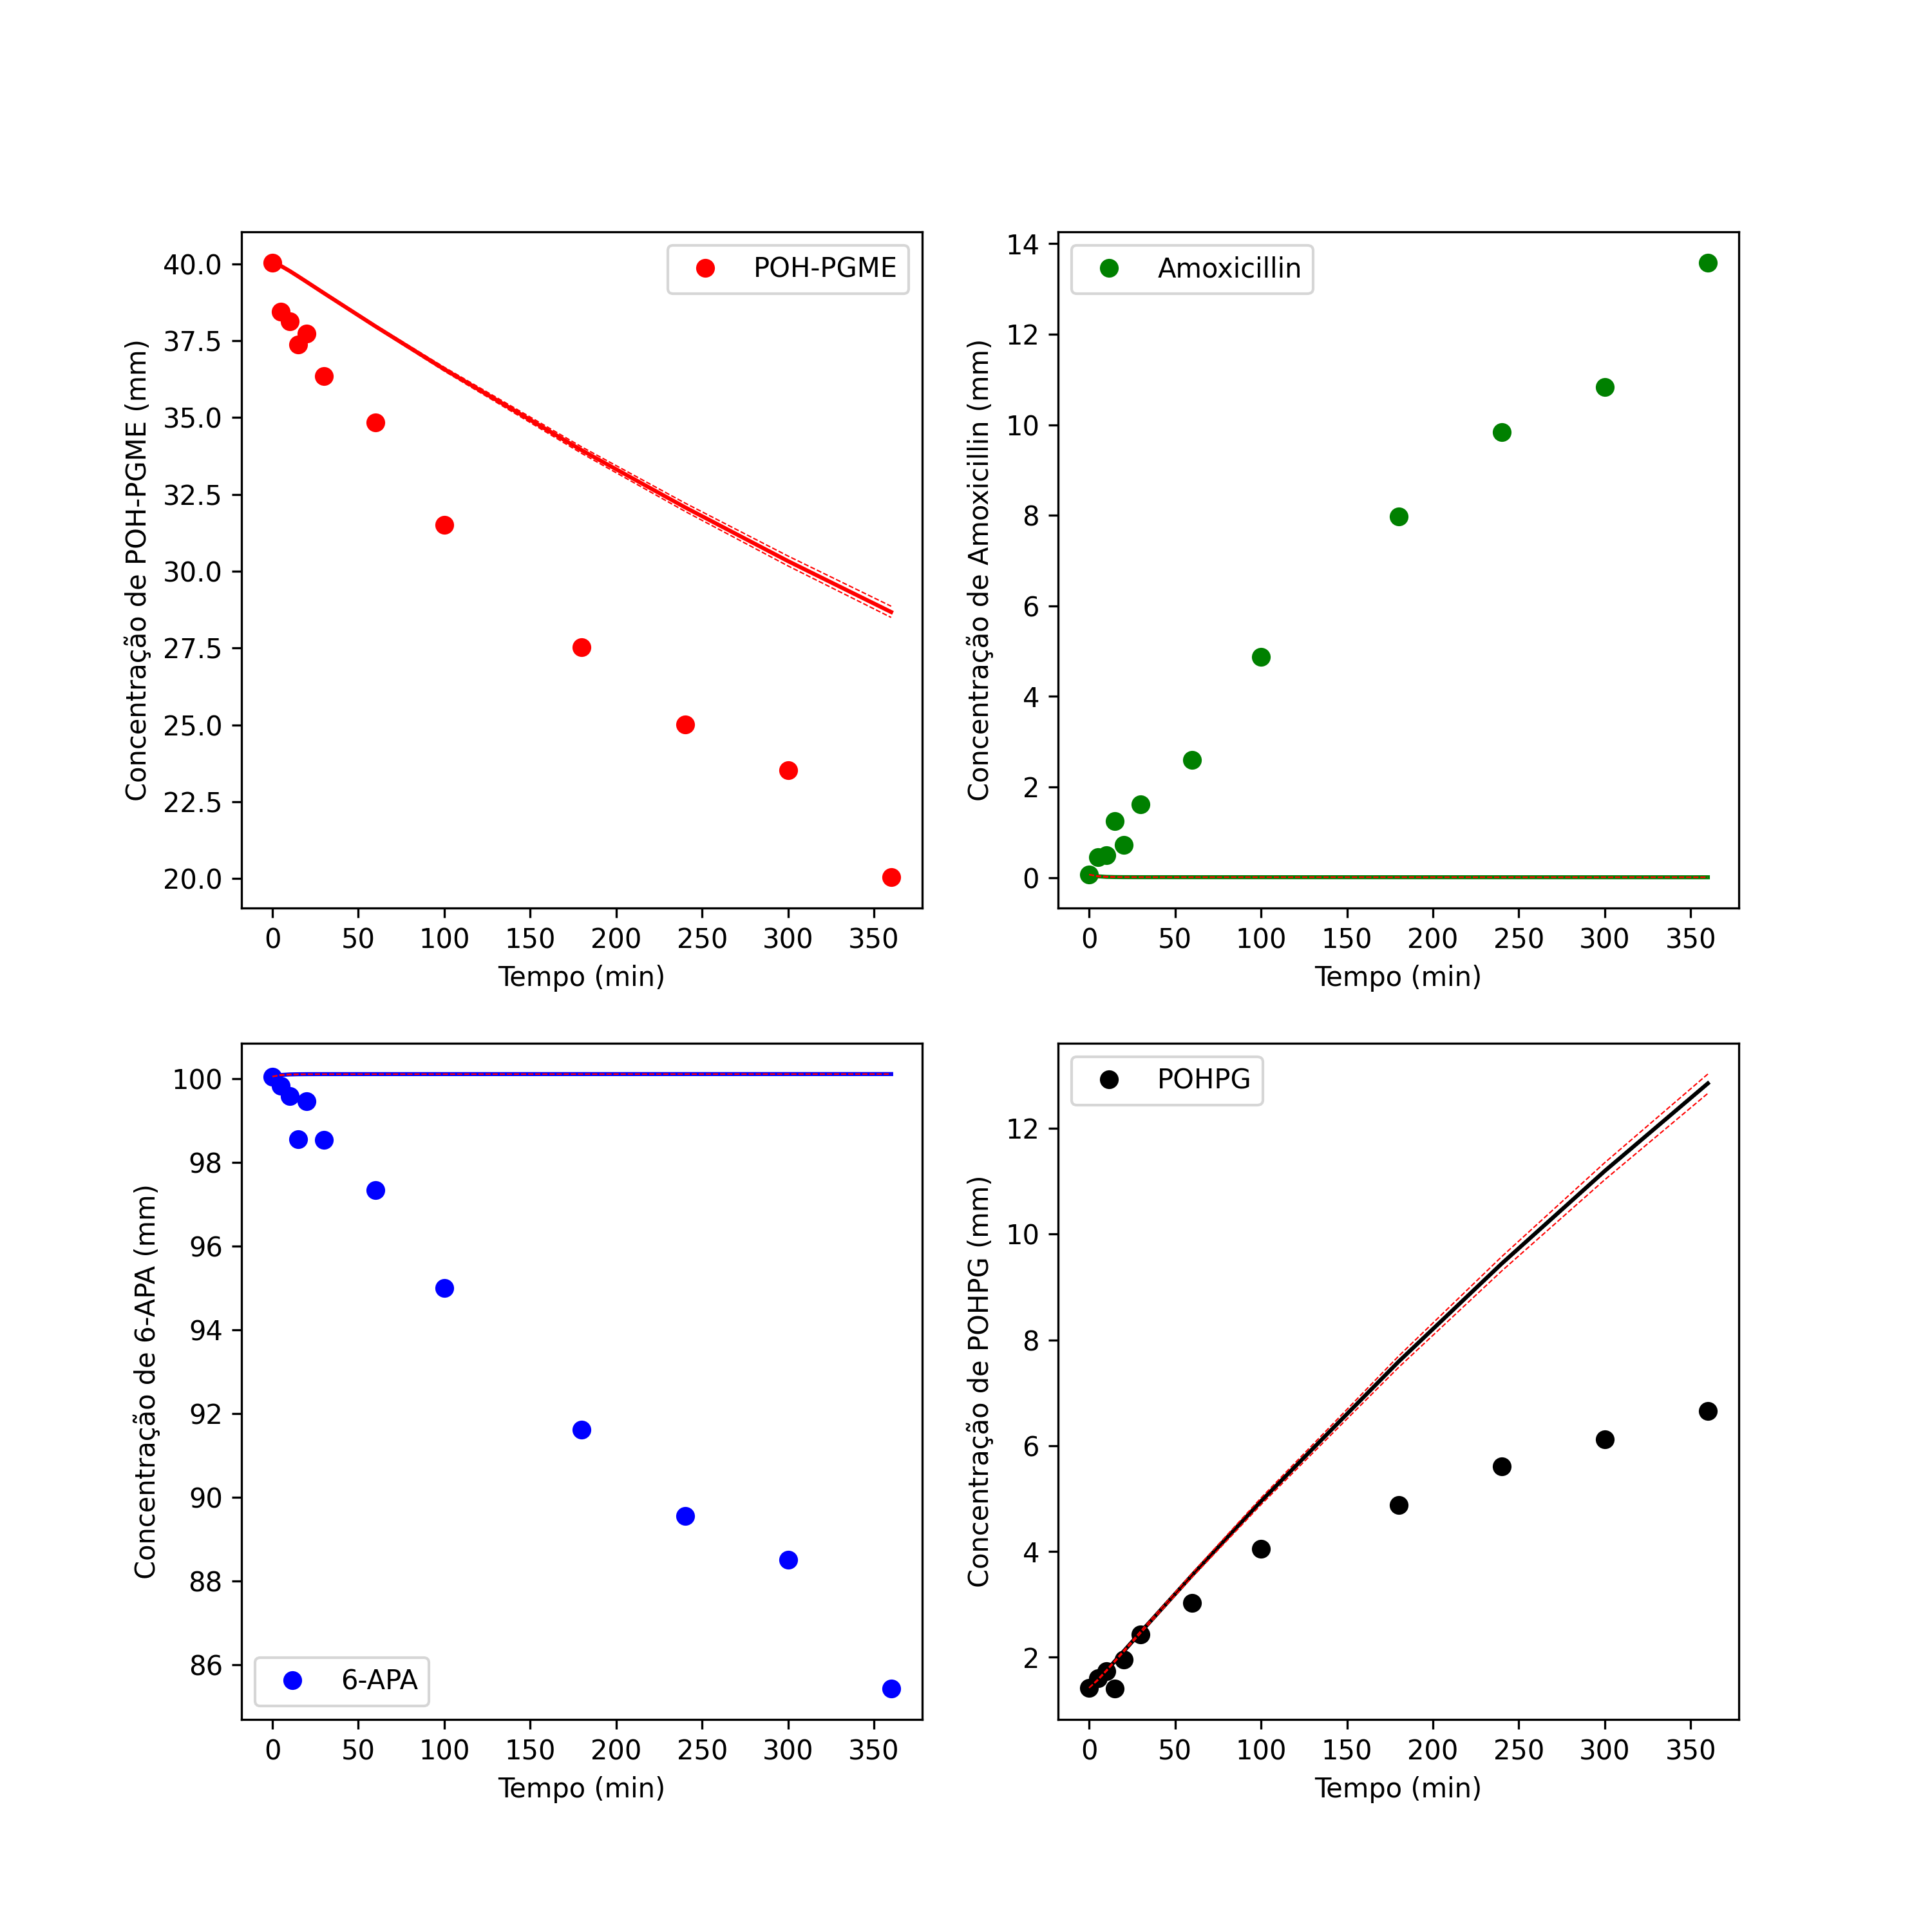 POH-PGME
40.0
37.5
35.0
32.5
30.0
27.5
25.0
22.5
20.0
Concentração de POH-PGME (mm)
0 50 100 150 200 250 300 350
Tempo (min)
Amoxicillin
14
12
10
8
6
4
2
0
Concentração de Amoxicillin (mm)
0 50 100 150 200 250 300 350
Tempo (min)
100
98
96
94
92
90
88
86
Concentração de 6-APA (mm)
6-APA
0 50 100 150 200 250 300 350
Tempo (min)
POHPG
12
10
8
6
4
2
Concentração de POHPG (mm)
0 50 100 150 200 250 300 350
Tempo (min)